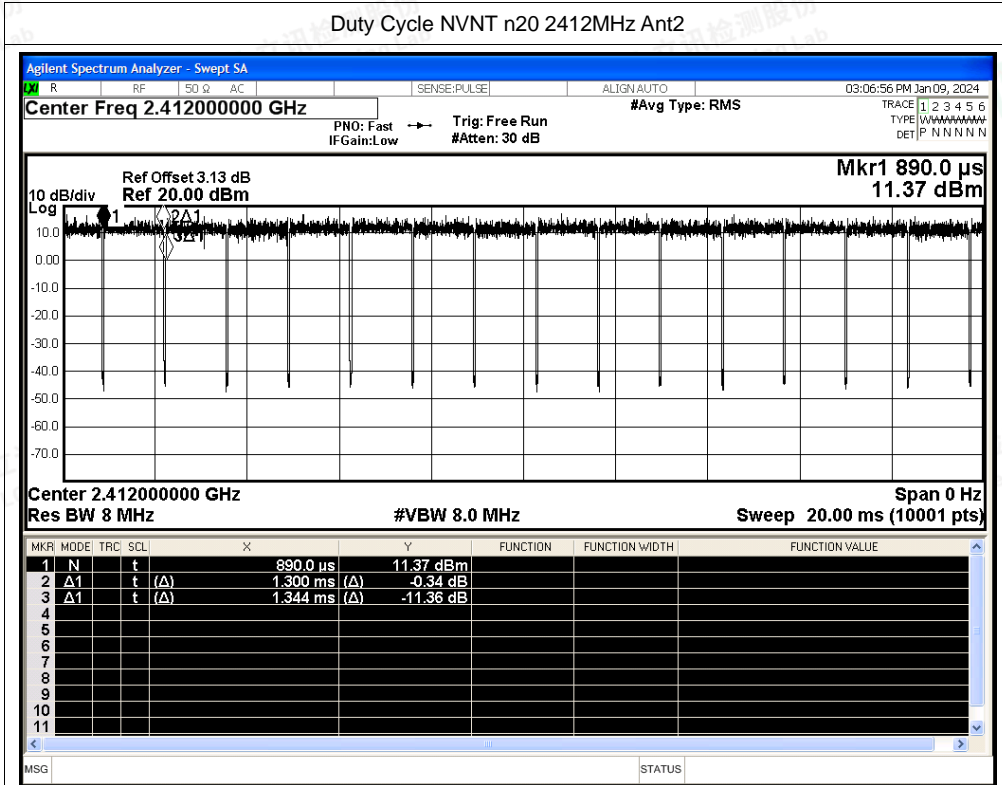 Duty Cycle NVNT n20 2412MHz Ant2
Agilent Spectrum Analyzer - Swept SA
LXI R RF 50 Ω AC SENSE:PULSE ALIGN AUTO 03:06:56 PM Jan 09, 2024
Center Freq 2.412000000 GHz #Avg Type: RMS TRACE 1 2 3 4 5 6
PNO: Fast Trig: Free Run TYPE
IFGain:Low #Atten: 30 dB DET P N N N N N
Mkr1 890.0 µs
Ref Offset 3.13 dB
10 dB/div Ref 20.00 dBm 11.37 dBm
Log
1 2Δ1
3Δ1
10.0
0.00
-10.0
-20.0
-30.0
-40.0
-50.0
-60.0
-70.0
Center 2.412000000 GHz Span 0 Hz
Res BW 8 MHz #VBW 8.0 MHz Sweep 20.00 ms (10001 pts)
MKR MODE TRC SCL X Y FUNCTION FUNCTION WIDTH FUNCTION VALUE
1 N t 890.0 µs 11.37 dBm
2 Δ1 t (Δ) 1.300 ms (Δ) -0.34 dB
3 Δ1 t (Δ) 1.344 ms (Δ) -11.36 dB
4
5
6
7
8
9
10
11
MSG STATUS